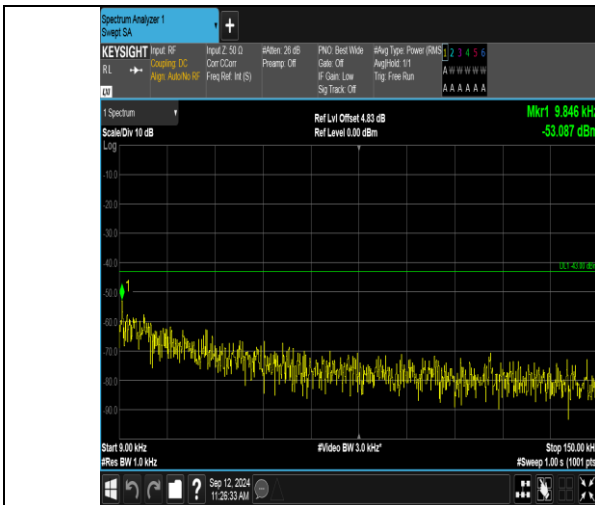 Spectrum Analyzer 1
Swept SA
KEYSIGHT
RL
Input: RF
Coupling: DC
Align: Auto/No RF
Input Z: 50 Ω
Corr CCorr
Freq Ref: Int (S)
#Atten: 26 dB
Preamp: Off
PNO: Best Wide
Gate: Off
IF Gain: Low
Sig Track: Off
#Avg Type: Power (RMS
Avg|Hold: 1/1
Trig: Free Run
1 2 3 4 5 6
A W W W W W
A A A A A A
1 Spectrum
Scale/Div 10 dB
Log
Ref Lvl Offset 4.83 dB
Ref Level 0.00 dBm
Mkr1 9.846 kHz
-53.087 dBm
-10.0
-20.0
-30.0
-40.0
DL1 -43.00 dBm
-50.0
1
-60.0
-70.0
-80.0
-90.0
Start 9.00 kHz
#Res BW 1.0 kHz
#Video BW 3.0 kHz*
Stop 150.00 kHz
#Sweep 1.00 s (1001 pts
?
Sep 12, 2024
11:26:33 AM